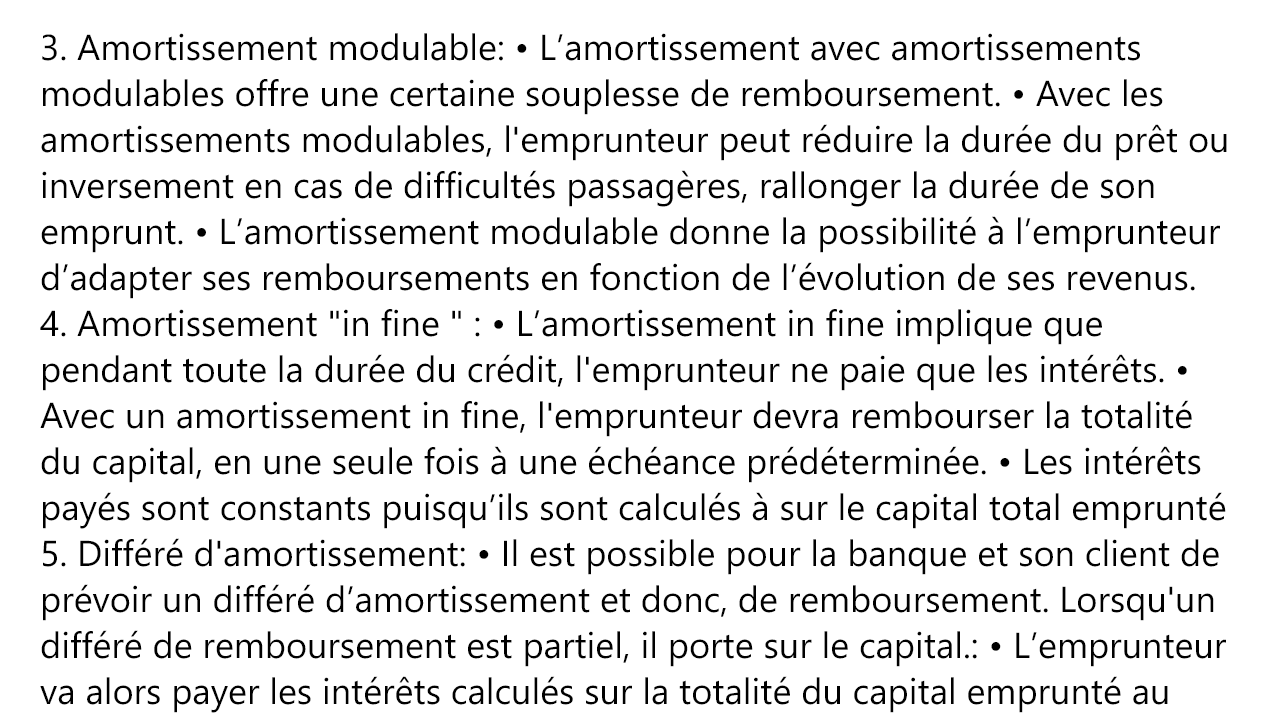 3. Amortissement modulable: • L’amortissement avec amortissements
modulables offre une certaine souplesse de remboursement. • Avec les
amortissements modulables, l'emprunteur peut réduire la durée du prêt ou
inversement en cas de difficultés passagères, rallonger la durée de son
emprunt. • L’amortissement modulable donne la possibilité à l’emprunteur
d’adapter ses remboursements en fonction de l’évolution de ses revenus.
4. Amortissement "in fine " : • L’amortissement in fine implique que
pendant toute la durée du crédit, l'emprunteur ne paie que les intérêts. •
Avec un amortissement in fine, l'emprunteur devra rembourser la totalité
du capital, en une seule fois à une échéance prédéterminée. • Les intérêts
payés sont constants puisqu’ils sont calculés à sur le capital total emprunté
5. Différé d'amortissement: • Il est possible pour la banque et son client de
prévoir un différé d’amortissement et donc, de remboursement. Lorsqu'un
différé de remboursement est partiel, il porte sur le capital.: • L’emprunteur
va alors payer les intérêts calculés sur la totalité du capital emprunté au